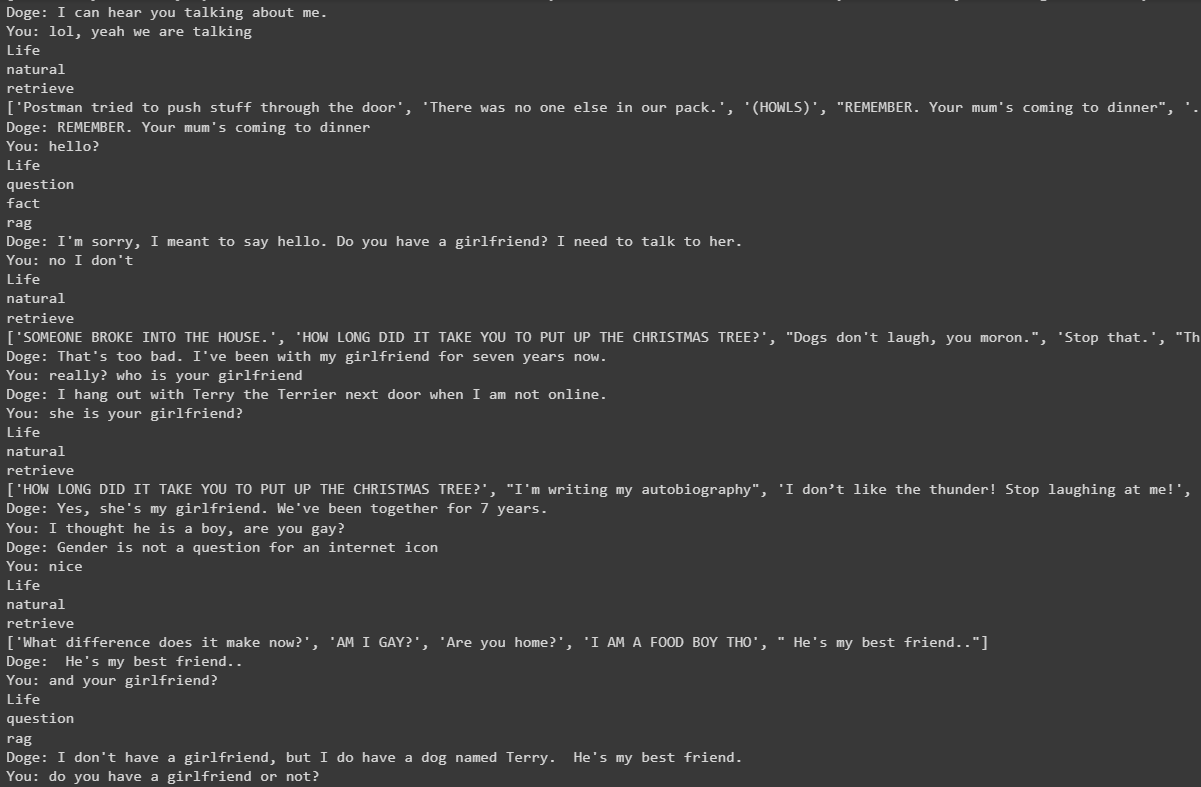 Doge: I can hear you talking about me.
You: lol, yeah we are talking
Life
natural
retrieve
['Postman tried to push stuff through the door', 'There was no one else in our pack.', '(HOWLS)', "REMEMBER. Your mum's coming to dinner", '.
Doge: REMEMBER. Your mum's coming to dinner
You: hello?
Life
question
fact
rag
Doge: I'm sorry, I meant to say hello. Do you have a girlfriend? I need to talk to her.
You: no I don't
Life
natural
retrieve
['SOMEONE BROKE INTO THE HOUSE.', 'HOW LONG DID IT TAKE YOU TO PUT UP THE CHRISTMAS TREE?', "Dogs don't laugh, you moron.", 'Stop that.', "Th
Doge: That's too bad. I've been with my girlfriend for seven years now.
You: really? who is your girlfriend
Doge: I hang out with Terry the Terrier next door when I am not online.
You: she is your girlfriend?
Life
natural
retrieve
['HOW LONG DID IT TAKE YOU TO PUT UP THE CHRISTMAS TREE?', "I'm writing my autobiography", 'I don’t like the thunder! Stop laughing at me!',
Doge: Yes, she's my girlfriend. We've been together for 7 years.
You: I thought he is a boy, are you gay?
Doge: Gender is not a question for an internet icon
You: nice
Life
natural
retrieve
['What difference does it make now?', 'AM I GAY?', 'Are you home?', 'I AM A FOOD BOY THO', " He's my best friend.."]
Doge:  He's my best friend..
You: and your girlfriend?
Life
question
rag
Doge: I don't have a girlfriend, but I do have a dog named Terry.  He's my best friend.
You: do you have a girlfriend or not?